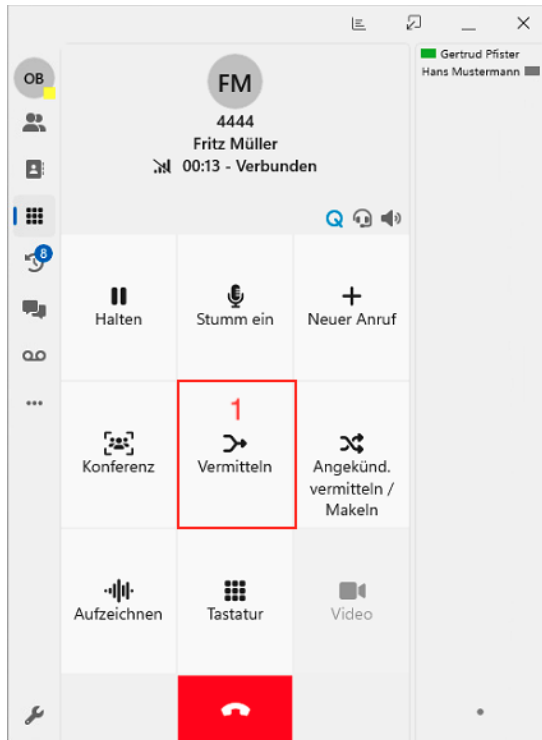 Gertrud Pfister
Hans Mustermann
OB
FM
4444
Fritz Müller
00:13 - Verbunden
Q
8
Halten
Stumm ein
Neuer Anruf
1
Konferenz
Vermitteln
Angekünd.
vermitteln /
Makeln
Aufzeichnen
Tastatur
Video